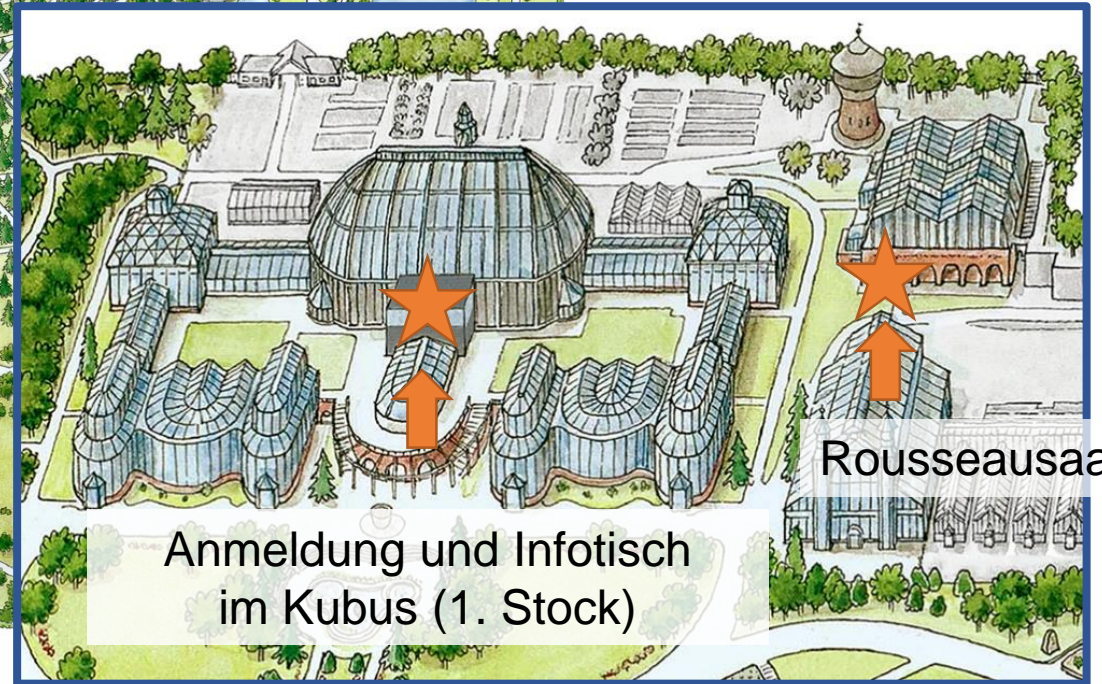 Rousseausaa
Anmeldung und Infotisch
im Kubus (1. Stock)